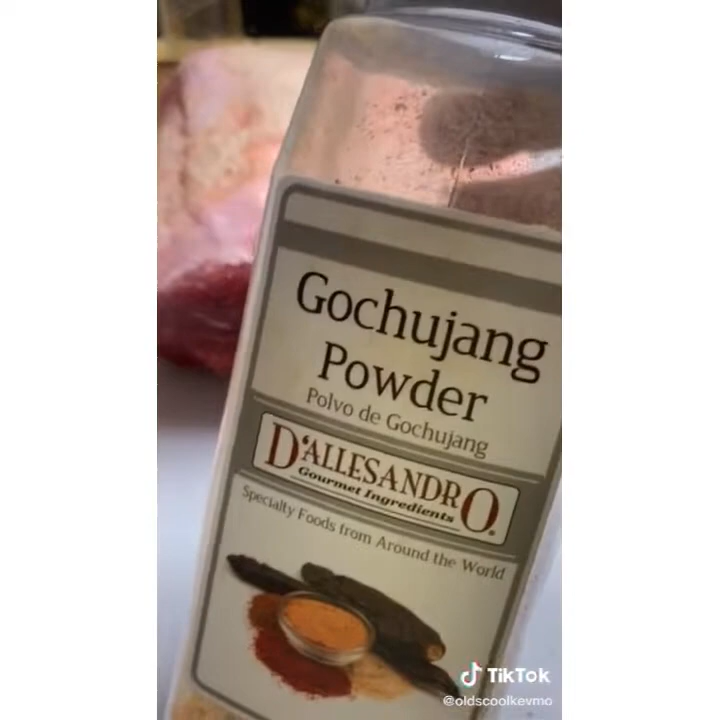 Gochujang
Powder
Polvo de Gochujang
D'ALLESANDRO®
Gourmet Ingredients
Specialty Foods from Around the World
TikTok
@oldscoolkevmo